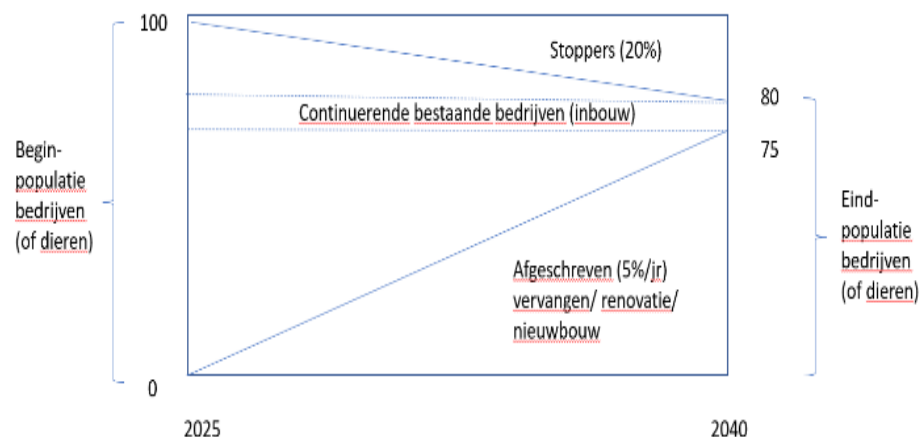 100
Stoppers (20%)
80
Continuerende bestaande bedrijven (inbouw)
75
Begin-
populatie
bedrijven
(of dieren)
Eind-
populatie
bedrijven
(of dieren)
Afgeschreven (5%/jr)
vervangen/ renovatie/
nieuwbouw
0
2025
2040